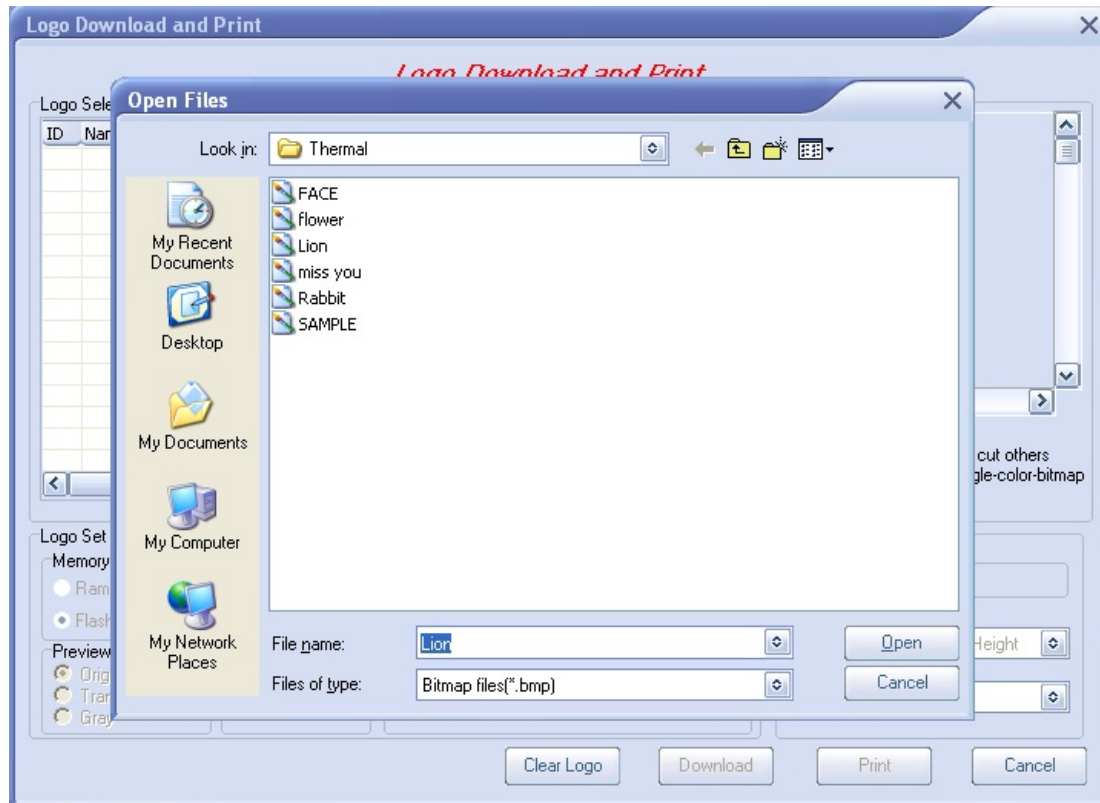 Logo Download and Print
Logo Download and Print
Open Files
Look in:
Thermal
FACE
flower
Lion
miss you
Rabbit
SAMPLE
My Recent
Documents
Desktop
My Documents
My Computer
My Network
Places
File name:
Lion
Open
Files of type:
Bitmap files(*.bmp)
Cancel
Logo Sele
ID
Nar
cut others
gle-color-bitmap
Logo Set
Memory
Ram
Flash
Preview
Orig
Tran
Gray
Height
Clear Logo
Download
Print
Cancel